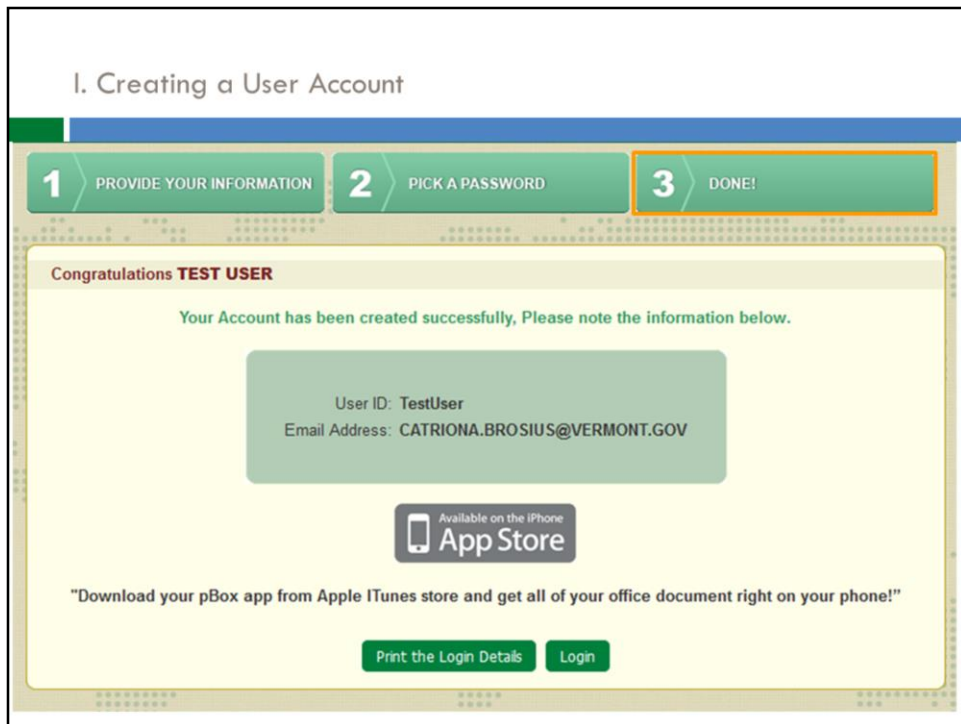 I. Creating a User Account
1 PROVIDE YOUR INFORMATION 2 PICK A PASSWORD 3 DONE!
Congratulations TEST USER
Your Account has been created successfully, Please note the information below.
User ID: TestUser
Email Address: CATRIONA.BROSIUS@VERMONT.GOV
Available on the iPhone
App Store
"Download your pBox app from Apple ITunes store and get all of your office document right on your phone!”
Print the Login Details Login